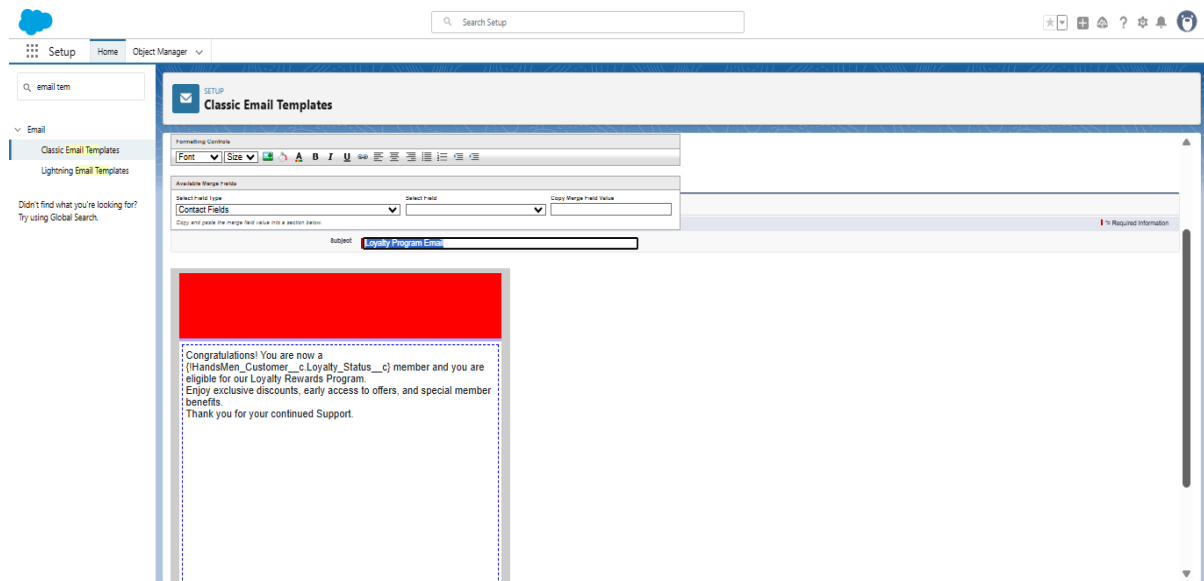 Search Setup
Setup
Home
Object Manager
email tem
Email
Classic Email Templates
Lightning Email Templates
Didn't find what you're looking for?
Try using Global Search.
SETUP
Classic Email Templates
Formatting Controls
Font
Size
B I U
Available Merge Fields
Select Field Type
Select Field
Copy Merge Field Value
Contact Fields
Copy and paste the merge field value into a section below.
= Required Information
Subject
Loyalty Program Email
Congratulations! You are now a
{!HandsMen_Customer__c.Loyalty_Status__c} member and you are
eligible for our Loyalty Rewards Program.
Enjoy exclusive discounts, early access to offers, and special member
benefits.
Thank you for your continued Support.